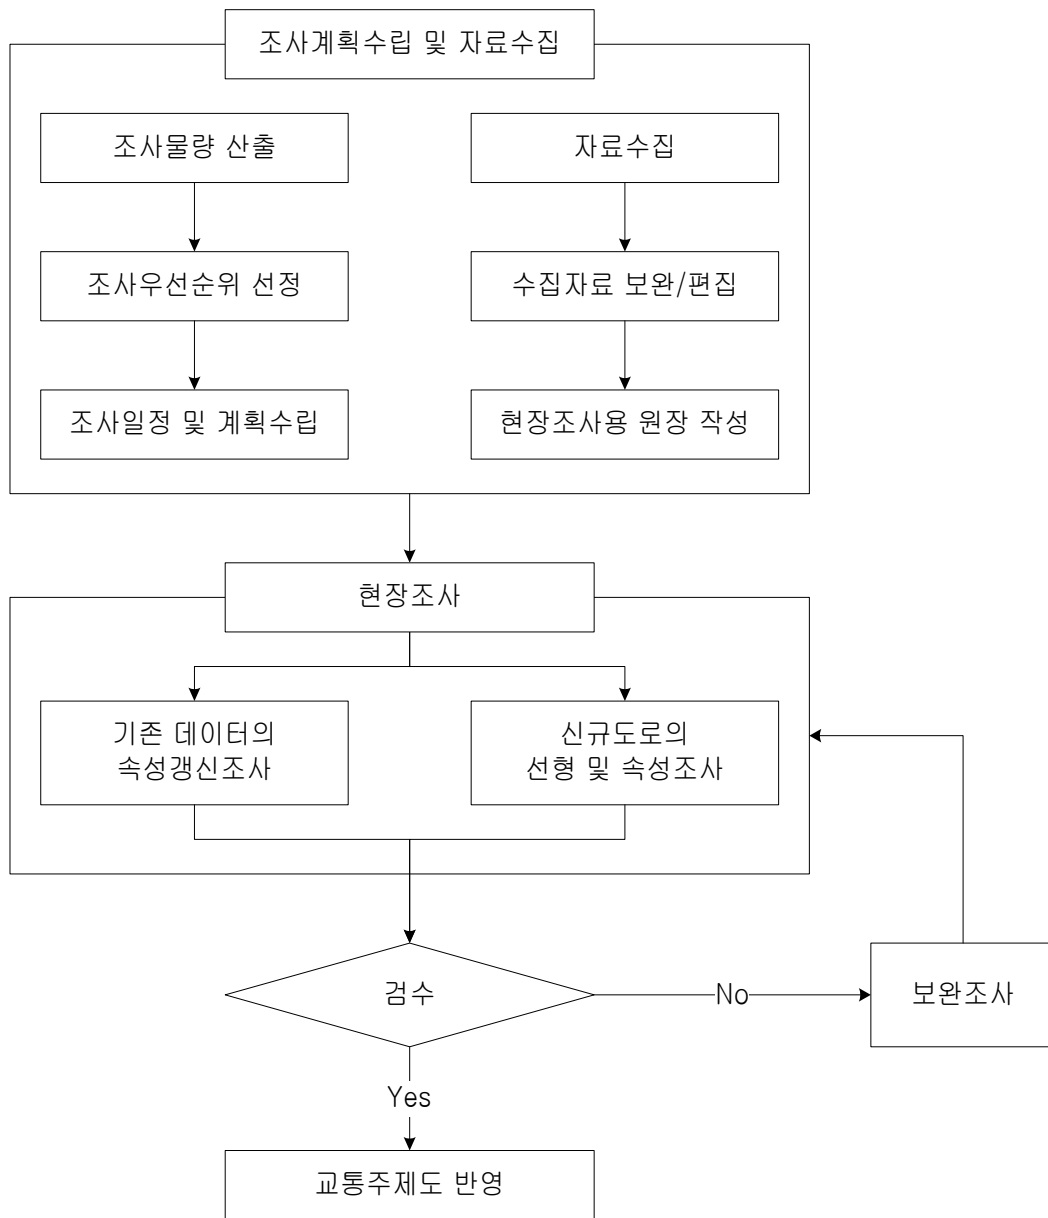 조사계획수립 및 자료수집
조사물량 산출
자료수집
조사우선순위 선정
수집자료 보완/편집
조사일정 및 계획수립
현장조사용 원장 작성
현장조사
기존 데이터의
속성갱신조사
신규도로의
선형 및 속성조사
검수
No
보완조사
Yes
교통주제도 반영